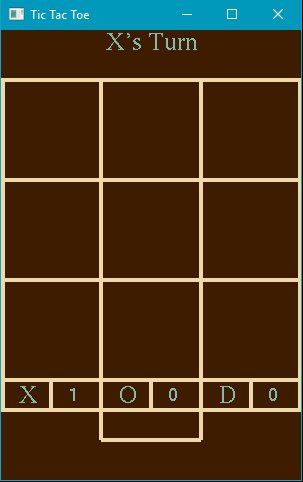 Tic Tac Toe
X's Turn
X 1 O 0 D 0